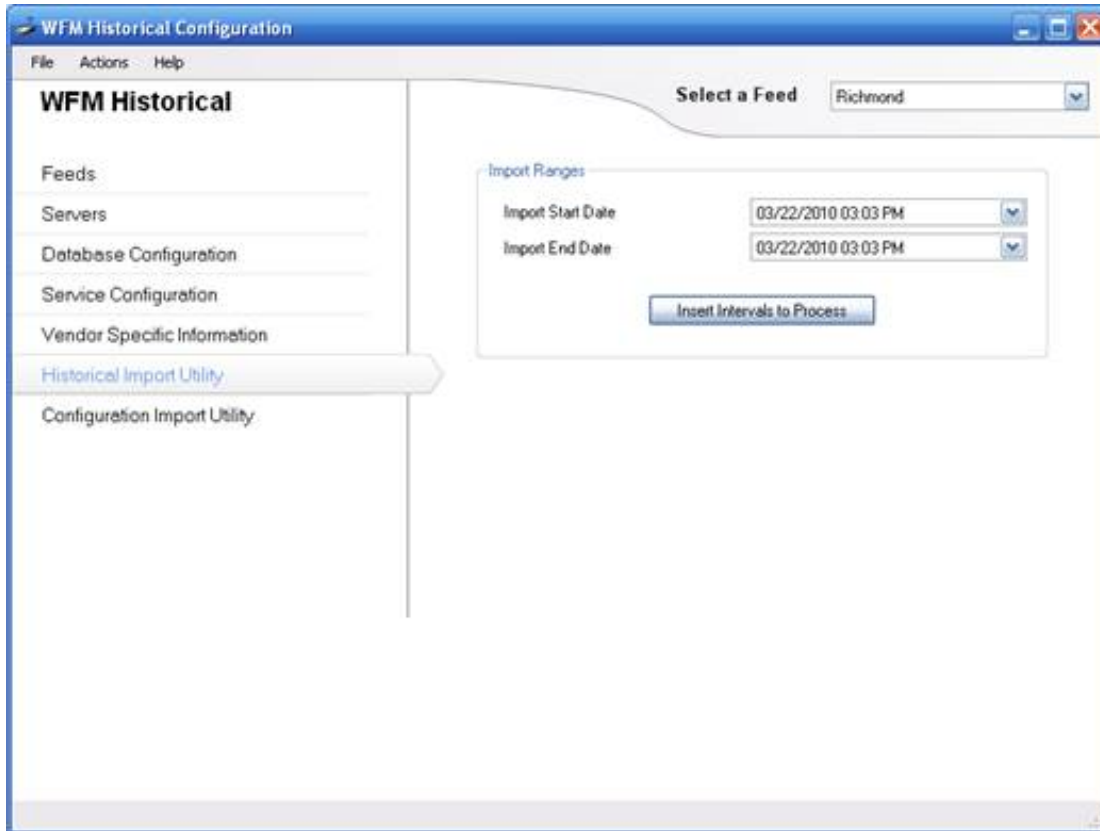 WFM Historical Configuration
File Actions Help
WFM Historical
Select a Feed Richmond
Feeds
Servers
Database Configuration
Service Configuration
Vendor Specific Information
Historical Import Utility
Configuration Import Utility
Import Ranges
Import Start Date 03/22/2010 03:03 PM
Import End Date 03/22/2010 03:03 PM
Insert Intervals to Process